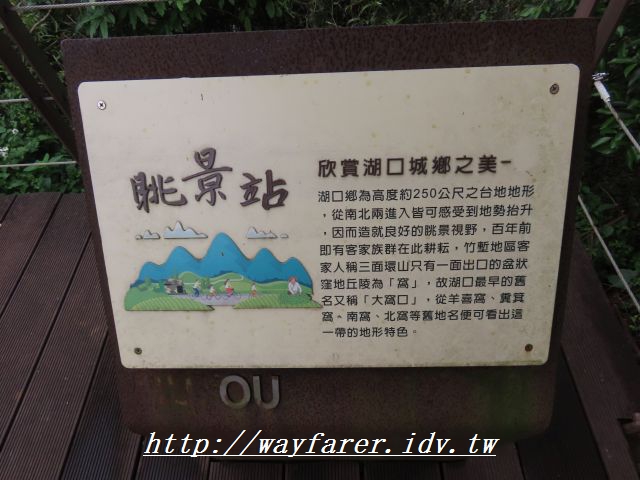 眺景站
欣賞湖口城鄉之美-
湖口鄉為高度約250公尺之台地地形
，從南北兩進入皆可感受到地勢抬升
，因而造就良好的眺景視野，百年前
即有客家族群在此耕耘，竹塹地區客
家人稱三面環山只有一面出口的盆狀
窪地丘陵為「窩」，故湖口最早的舊
名又稱「大窩口」，從羊喜窩、糞箕
窩、南窩、北窩等舊地名便可看出這
一帶的地形特色。
OU
http://wayfarer.idv.tw